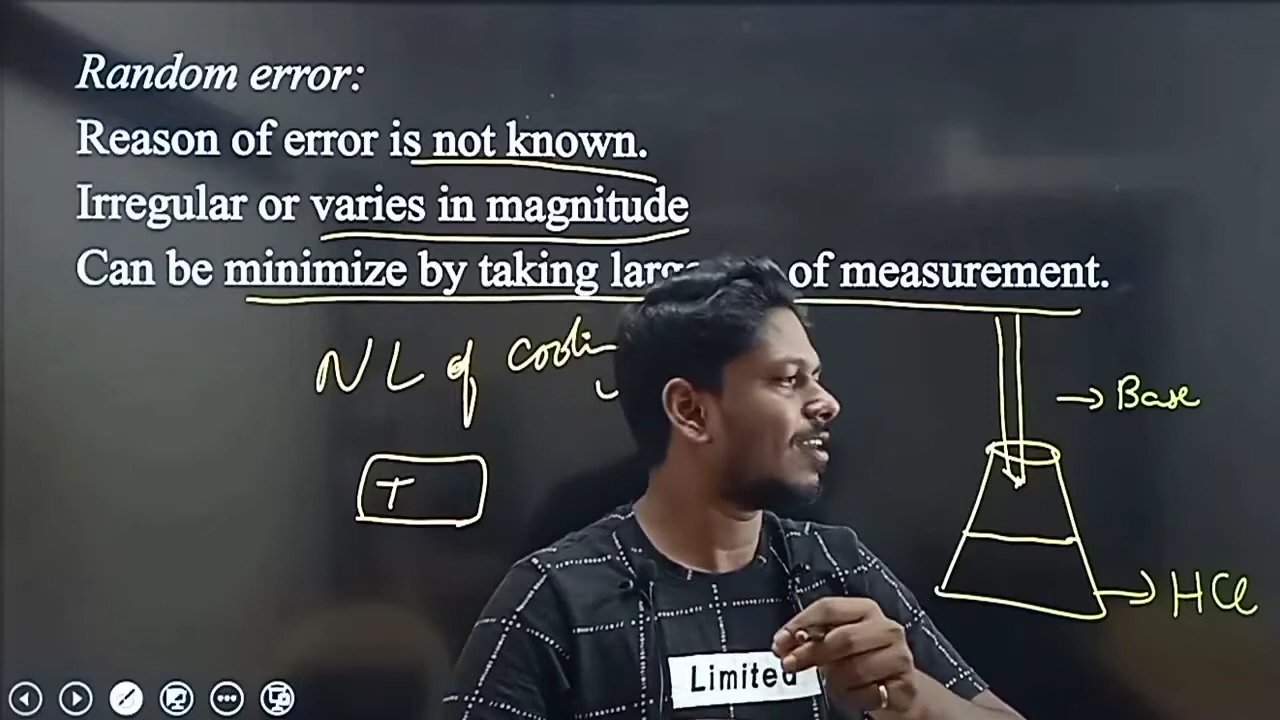 Random error:
Reason of error is not known.
Irregular or varies in magnitude
Can be minimize by taking of measurement.
NL of
T
→ Base
→ HCl
Limited